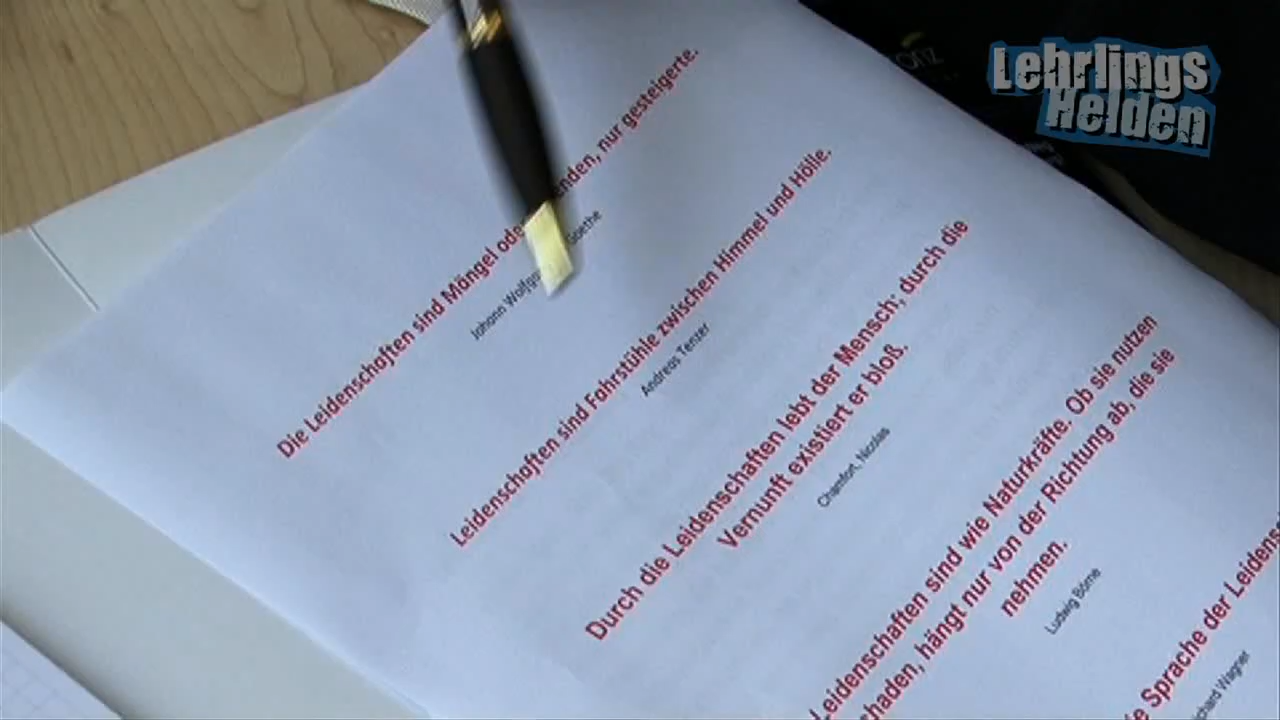 Lehrlings
Helden
Die Leidenschaften sind Mängel oder nur gesteigerte.
Johann Goethe
Leidenschaften sind Fahrstühle zwischen Himmel und Hölle.
Andreas Tenzer
Durch die Leidenschaften lebt der Mensch; durch die
Vernunft existiert er bloß.
Chamfort, Nicolas
Leidenschaften sind wie Naturkräfte. Ob sie nutzen
schaden, hängt nur von der Richtung ab, die sie
nehmen.
Ludwig Börne
Sprache der
Wagner